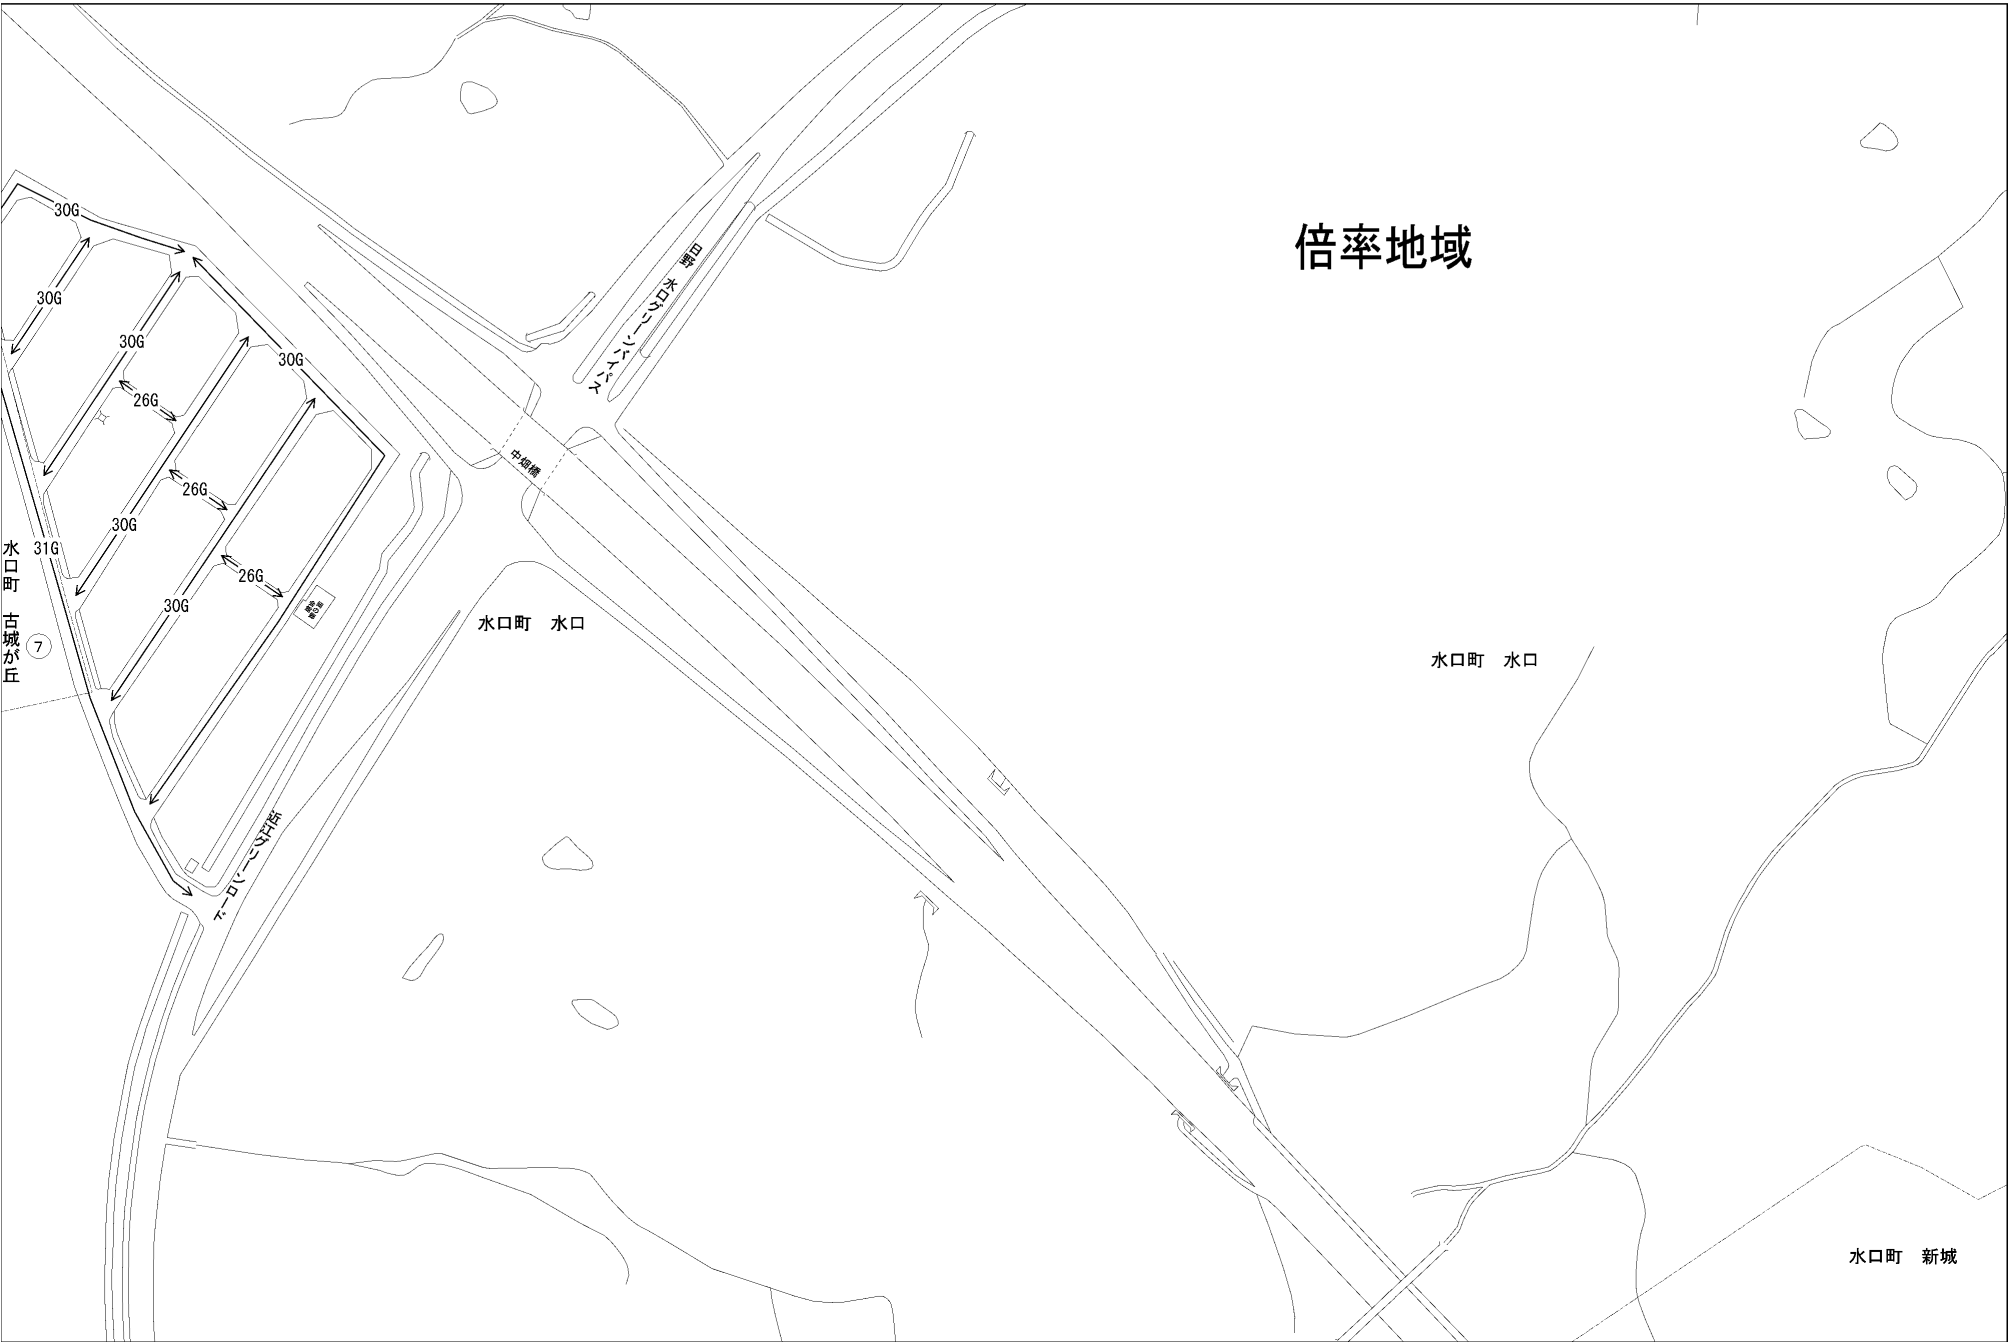 30G
倍率地域
日野 水口グリーンバイパス
30G
30G
30G
26G
中畑橋
26G
30G
31G
水口町 古城が丘
7
26G
30G
水口町 水口
水口町 水口
近江グリーンロード
水口町 新城